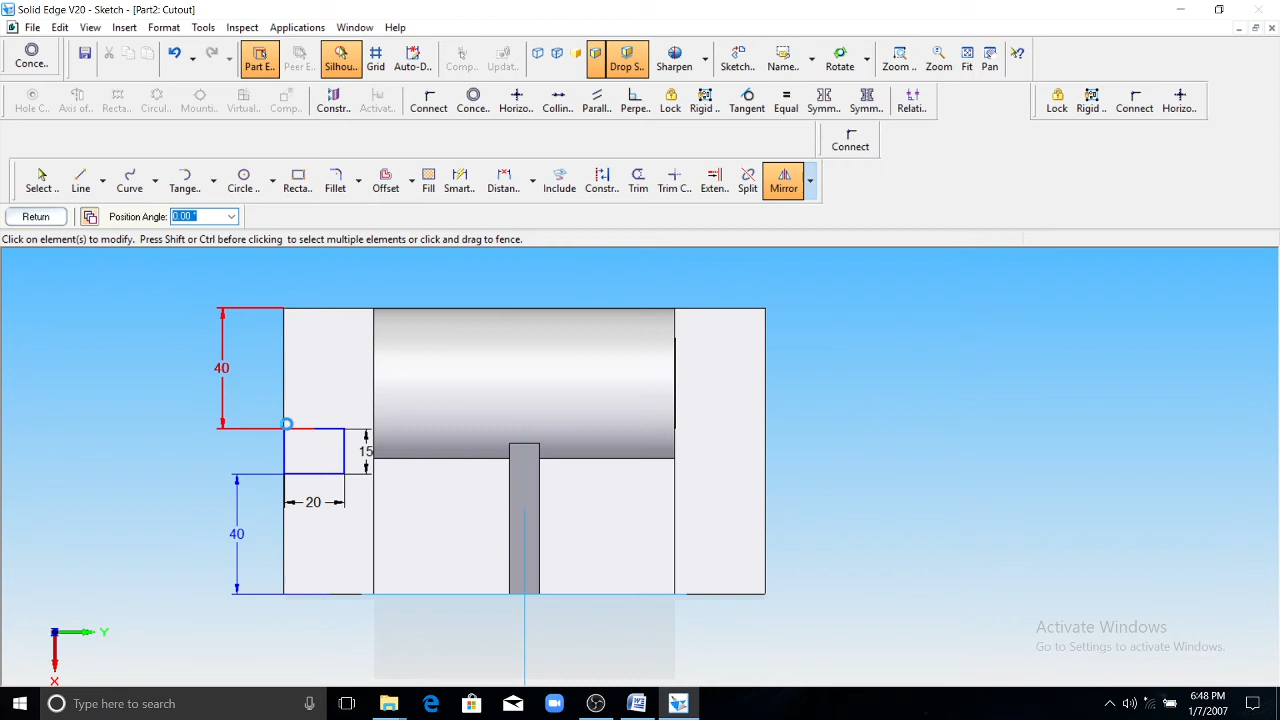 Solid Edge V20 - Sketch - [Part2: Cutout]
File Edit View Insert Format Tools Inspect Applications Window Help
Conce.. Part E.. Peer E.. Silhou.. Grid Auto-D.. Comp.. Updat.. Drop S.. Sharpen Sketch.. Name.. Rotate Zoom .. Zoom Fit Pan
Hole C.. Axis of.. Recta.. Circul.. Mounti.. Virtual.. Comp.. Constr.. Activat.. Connect Conce.. Horizo.. Collin.. Parall.. Perpe.. Lock Rigid .. Tangent Equal Symm.. Symm.. Relati.. Lock Rigid .. Connect Horizo..
Connect
Select .. Line Curve Tange.. Circle .. Recta.. Fillet Offset Fill Smart.. Distan.. Include Constr.. Trim Trim C.. Exten.. Split Mirror
Return Position Angle: 0.00 °
Click on element(s) to modify. Press Shift or Ctrl before clicking to select multiple elements or click and drag to fence.
40
15
20
40
Y
X
Activate Windows
Go to Settings to activate Windows.
Type here to search
6:48 PM
1/7/2007